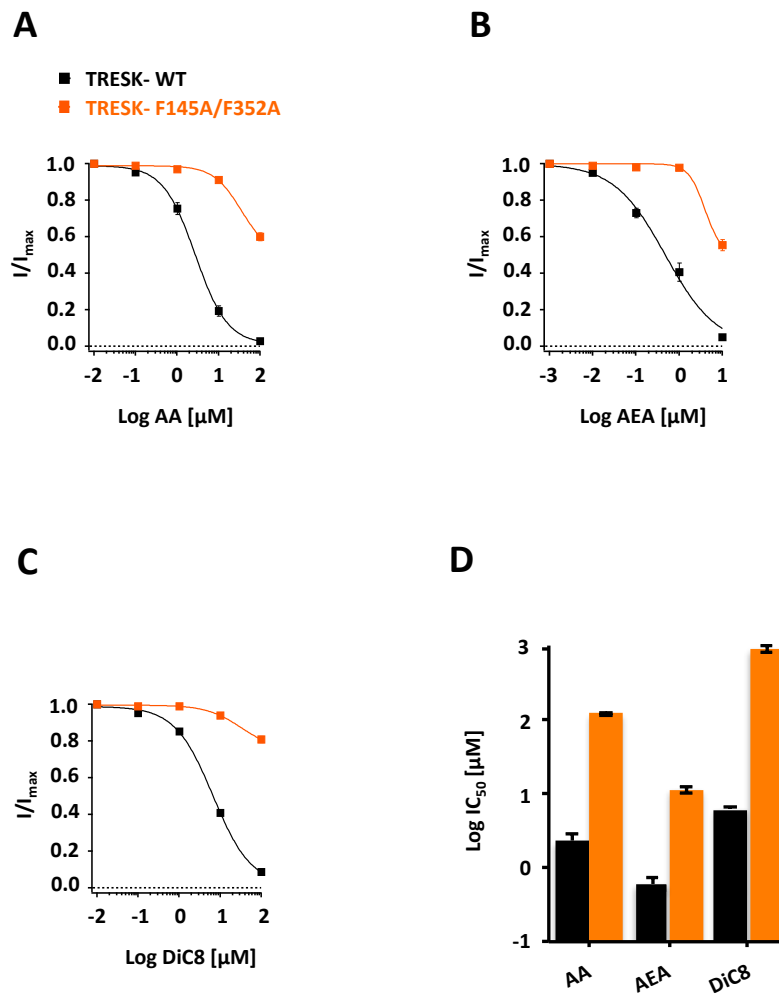 A
B
TRESK- WT
TRESK- F145A/F352A
1.0
0.8
0.6
0.4
0.2
0.0
I/Imax
-2 -1 0 1 2
Log AA [μM]
1.0
0.8
0.6
0.4
0.2
0.0
I/Imax
-3 -2 -1 0 1
Log AEA [μM]
C
D
1.0
0.8
0.6
0.4
0.2
0.0
I/Imax
-2 -1 0 1 2
Log DiC8 [μM]
3
2
1
0
-1
Log IC50 [μM]
AA AEA DiC8